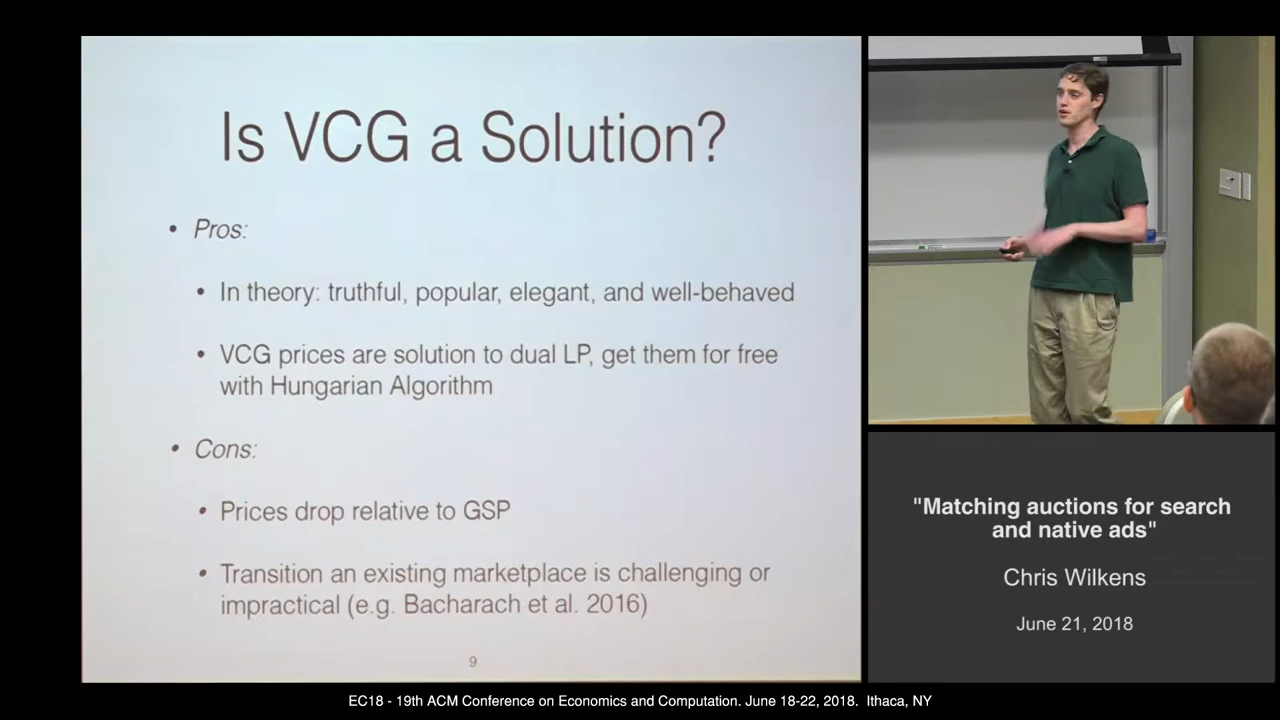 Is VCG a Solution?
• Pros:
• In theory: truthful, popular, elegant, and well-behaved
• VCG prices are solution to dual LP, get them for free
with Hungarian Algorithm
• Cons:
• Prices drop relative to GSP
• Transition an existing marketplace is challenging or
impractical (e.g. Bacharach et al. 2016)
9
"Matching auctions for search
and native ads"
Chris Wilkens
June 21, 2018
EC18 - 19th ACM Conference on Economics and Computation. June 18-22, 2018. Ithaca, NY